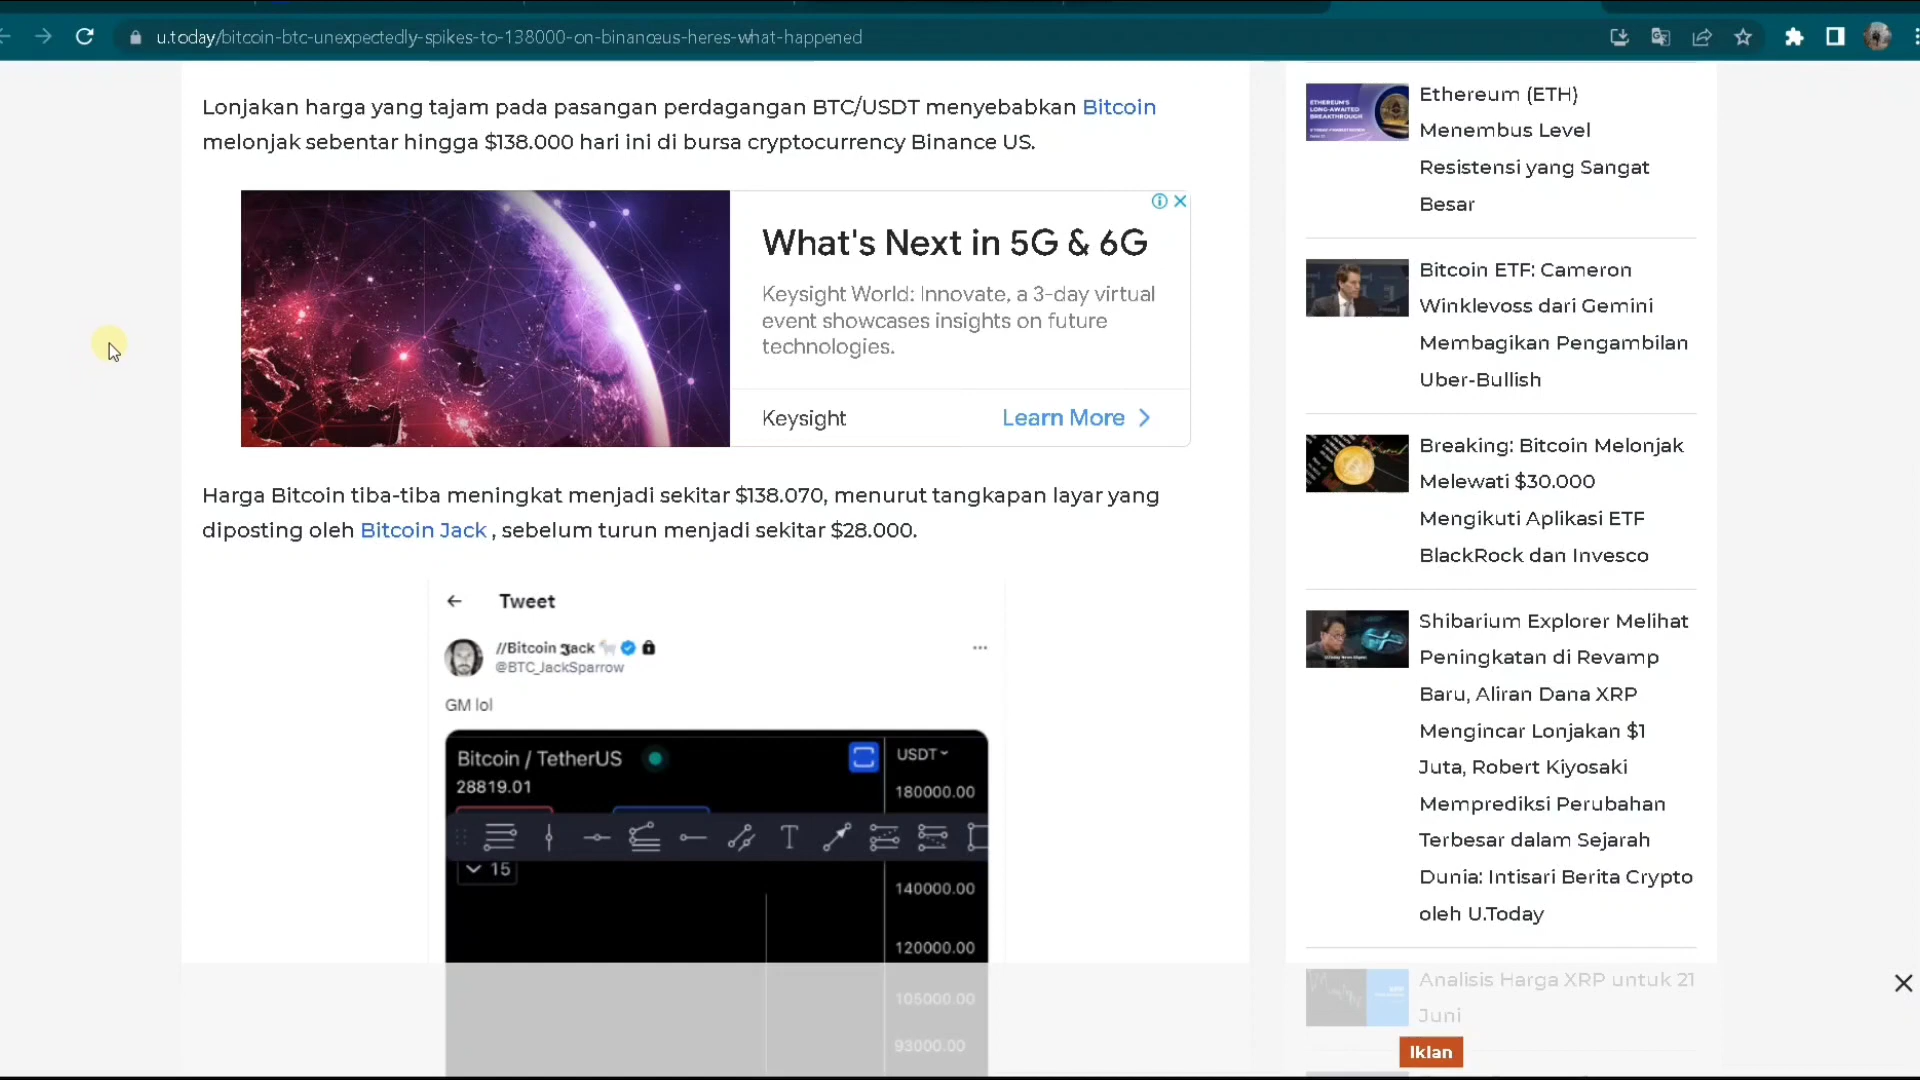 u.today/bitcoin-btc-unexpectedly-spikes-to-138000-on-binanceus-heres-what-happened
Lonjakan harga yang tajam pada pasangan perdagangan BTC/USDT menyebabkan Bitcoin
melonjak sebentar hingga $138.000 hari ini di bursa cryptocurrency Binance US.
What's Next in 5G & 6G
Keysight World: Innovate, a 3-day virtual
event showcases insights on future
technologies.
Keysight
Learn More
Harga Bitcoin tiba-tiba meningkat menjadi sekitar $138.070, menurut tangkapan layar yang
diposting oleh Bitcoin Jack , sebelum turun menjadi sekitar $28.000.
Tweet
//Bitcoin Jack
@BTC_JackSparrow
GM lol
Bitcoin / TetherUS
28819.01
USDT
180000.00
15
140000.00
120000.00
105000.00
93000.00
Ethereum (ETH)
Menembus Level
Resistensi yang Sangat
Besar
Bitcoin ETF: Cameron
Winklevoss dari Gemini
Membagikan Pengambilan
Uber-Bullish
Breaking: Bitcoin Melonjak
Melewati $30.000
Mengikuti Aplikasi ETF
BlackRock dan Invesco
Shibarium Explorer Melihat
Peningkatan di Revamp
Baru, Aliran Dana XRP
Mengincar Lonjakan $1
Juta, Robert Kiyosaki
Memprediksi Perubahan
Terbesar dalam Sejarah
Dunia: Intisari Berita Crypto
oleh U.Today
Analisis Harga XRP untuk 21
Juni
Iklan